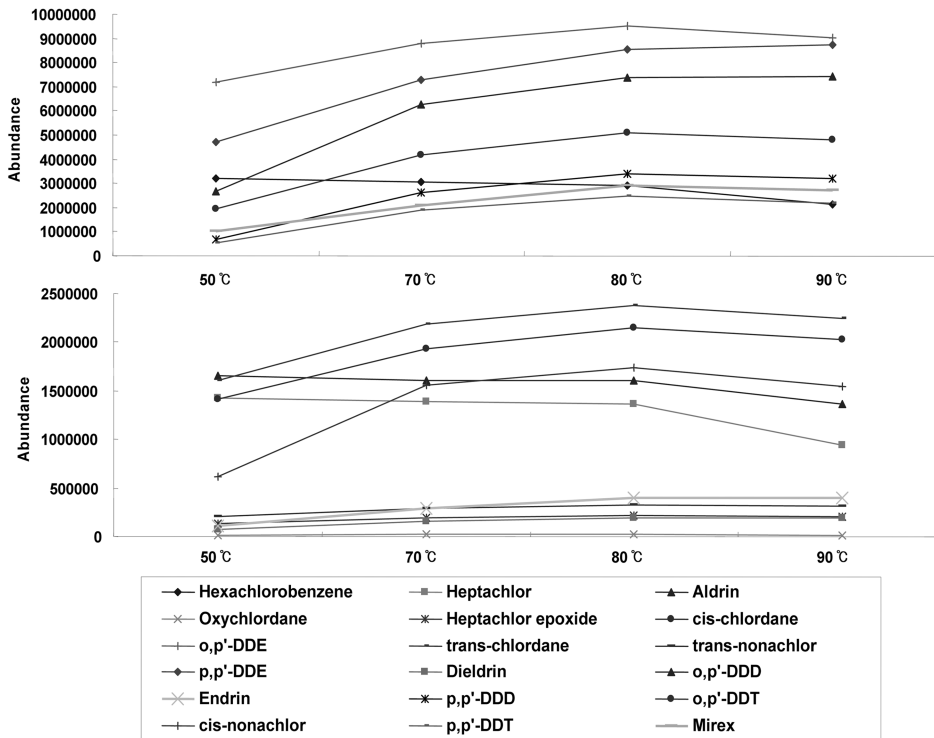 10000000
9000000
8000000
7000000
6000000
5000000
4000000
3000000
2000000
1000000
0
Abundance
50 ℃ 70 ℃ 80 ℃ 90 ℃
2500000
2000000
1500000
1000000
500000
0
Abundance
50 ℃ 70 ℃ 80 ℃ 90 ℃
Hexachlorobenzene Heptachlor Aldrin
Oxychlordane Heptachlor epoxide cis-chlordane
o,p'-DDE trans-chlordane trans-nonachlor
p,p'-DDE Dieldrin o,p'-DDD
Endrin p,p'-DDD o,p'-DDT
cis-nonachlor p,p'-DDT Mirex